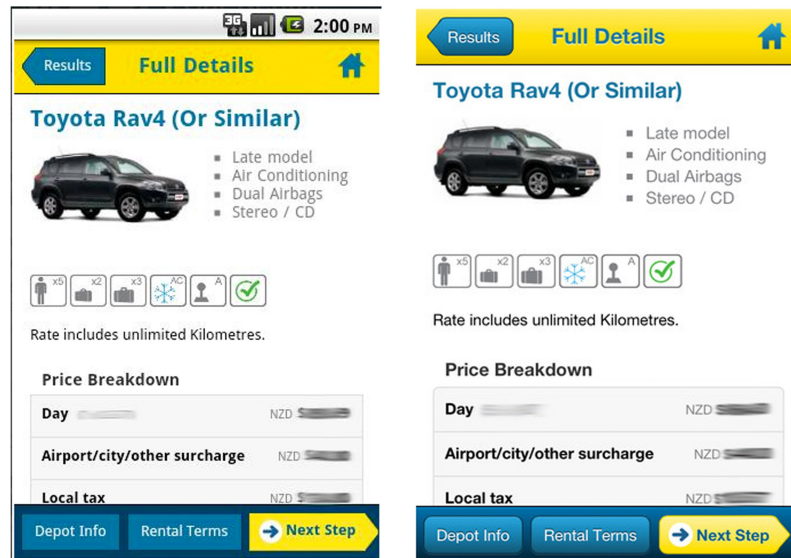 3G 2:00 PM
Results Full Details
Toyota Rav4 (Or Similar)
Late model
Air Conditioning
Dual Airbags
Stereo / CD
x5 x2 x3 AC A
Rate includes unlimited Kilometres.
Price Breakdown
Day NZD
Airport/city/other surcharge NZD
Local tax NZD
Depot Info Rental Terms Next Step
Results Full Details
Toyota Rav4 (Or Similar)
Late model
Air Conditioning
Dual Airbags
Stereo / CD
x5 x2 x3 AC A
Rate includes unlimited Kilometres.
Price Breakdown
Day NZD
Airport/city/other surcharge NZD
Local tax NZD
Depot Info Rental Terms Next Step